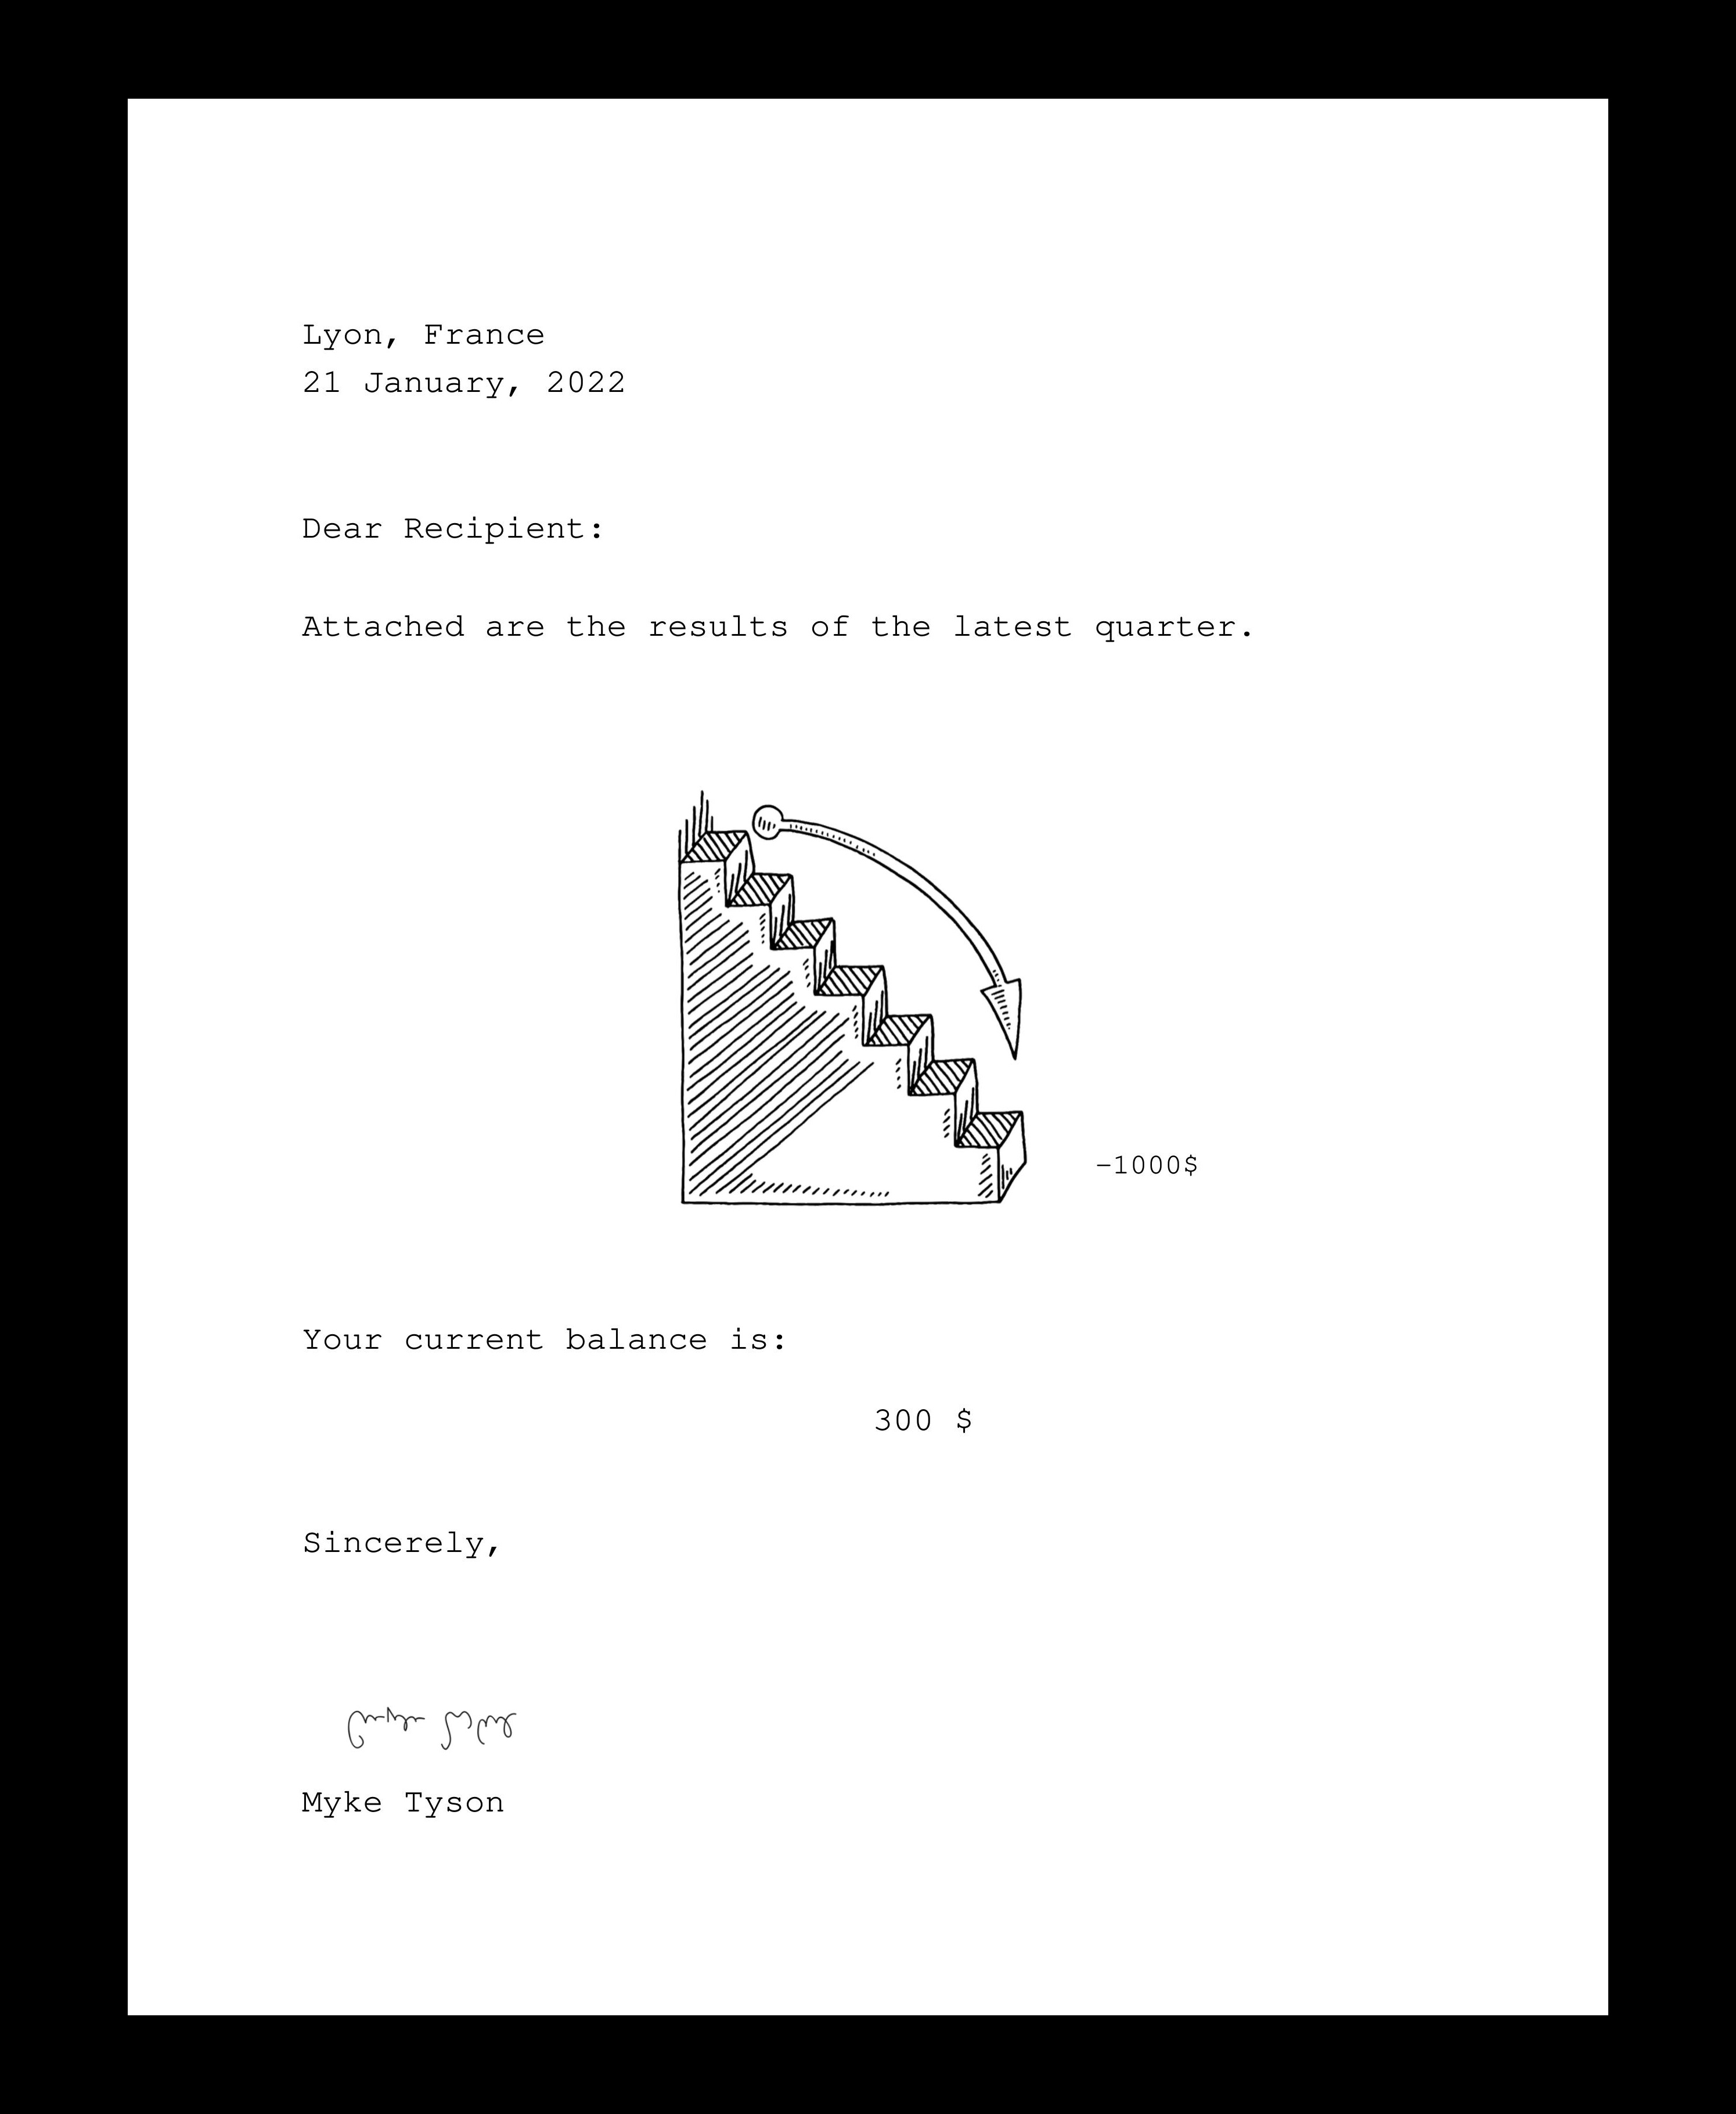 Lyon, France
21 January, 2022
Dear Recipient:
Attached are the results of the latest quarter.
-1000$
Your current balance is:
300 $
Sincerely,
Myke Tyson